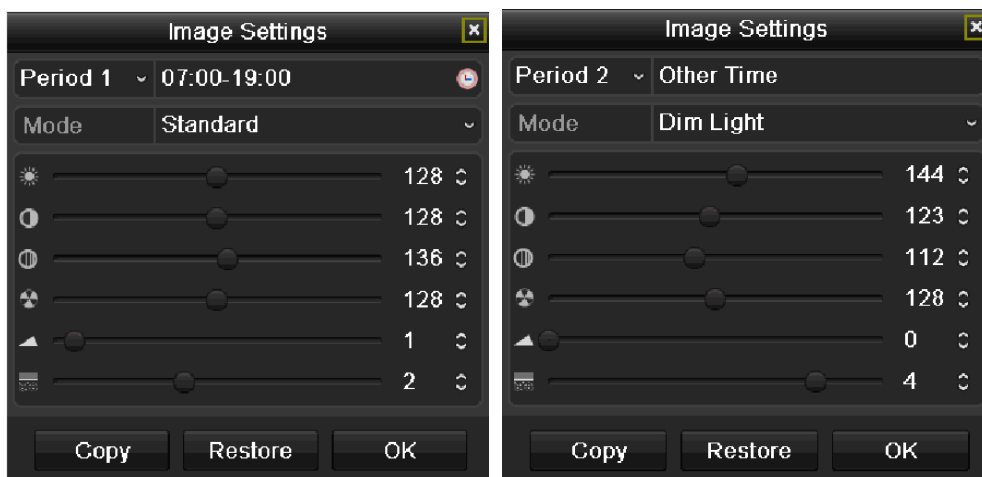 Image Settings
Period 1 07:00-19:00
Mode Standard
128
128
136
128
1
2
Copy Restore OK
Image Settings
Period 2 Other Time
Mode Dim Light
144
123
112
128
0
4
Copy Restore OK